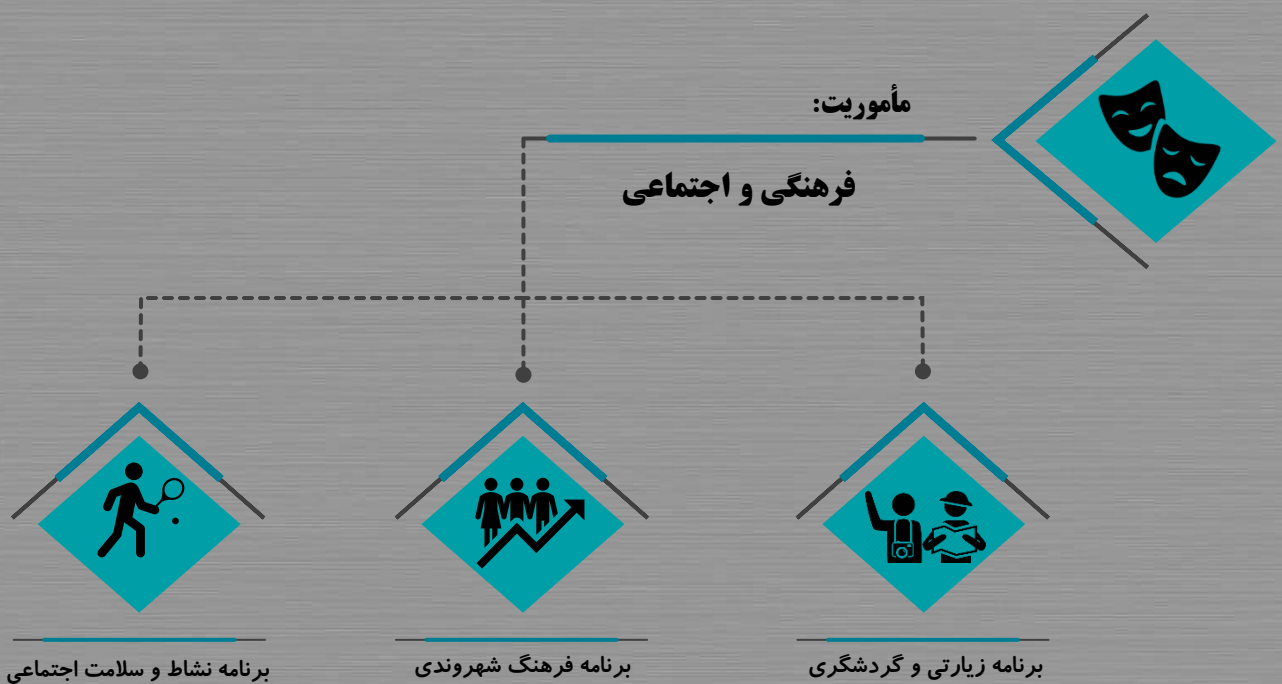 مأموریت:
فرهنگی و اجتماعی
برنامه زیارتی و گردشگری
برنامه فرهنگ شهروندی
برنامه نشاط و سلامت اجتماعی